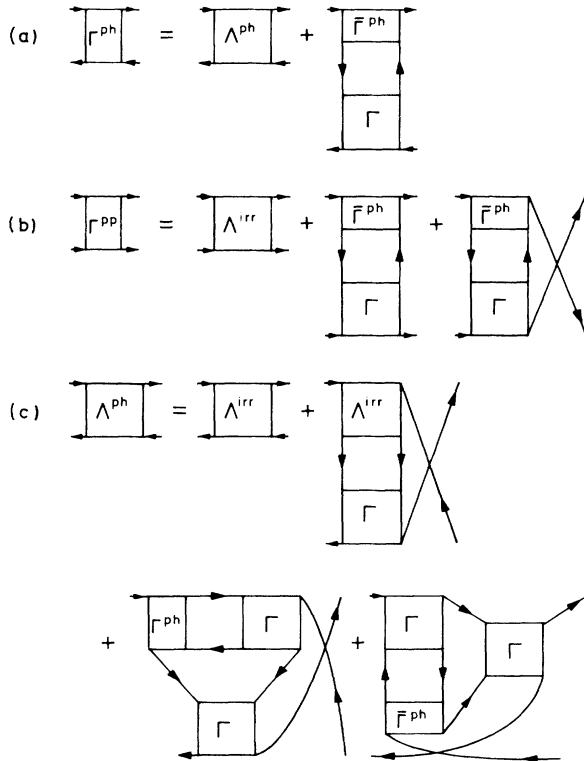 (a) Γ^ph = Λ^ph + Γ̄^ph
Γ
(b) Γ^pp = Λ^irr + Γ̄^ph + Γ̄^ph
Γ Γ
(c) Λ^ph = Λ^irr + Λ^irr
Γ
+ Γ^ph Γ + Γ Γ
Γ Γ̄^ph